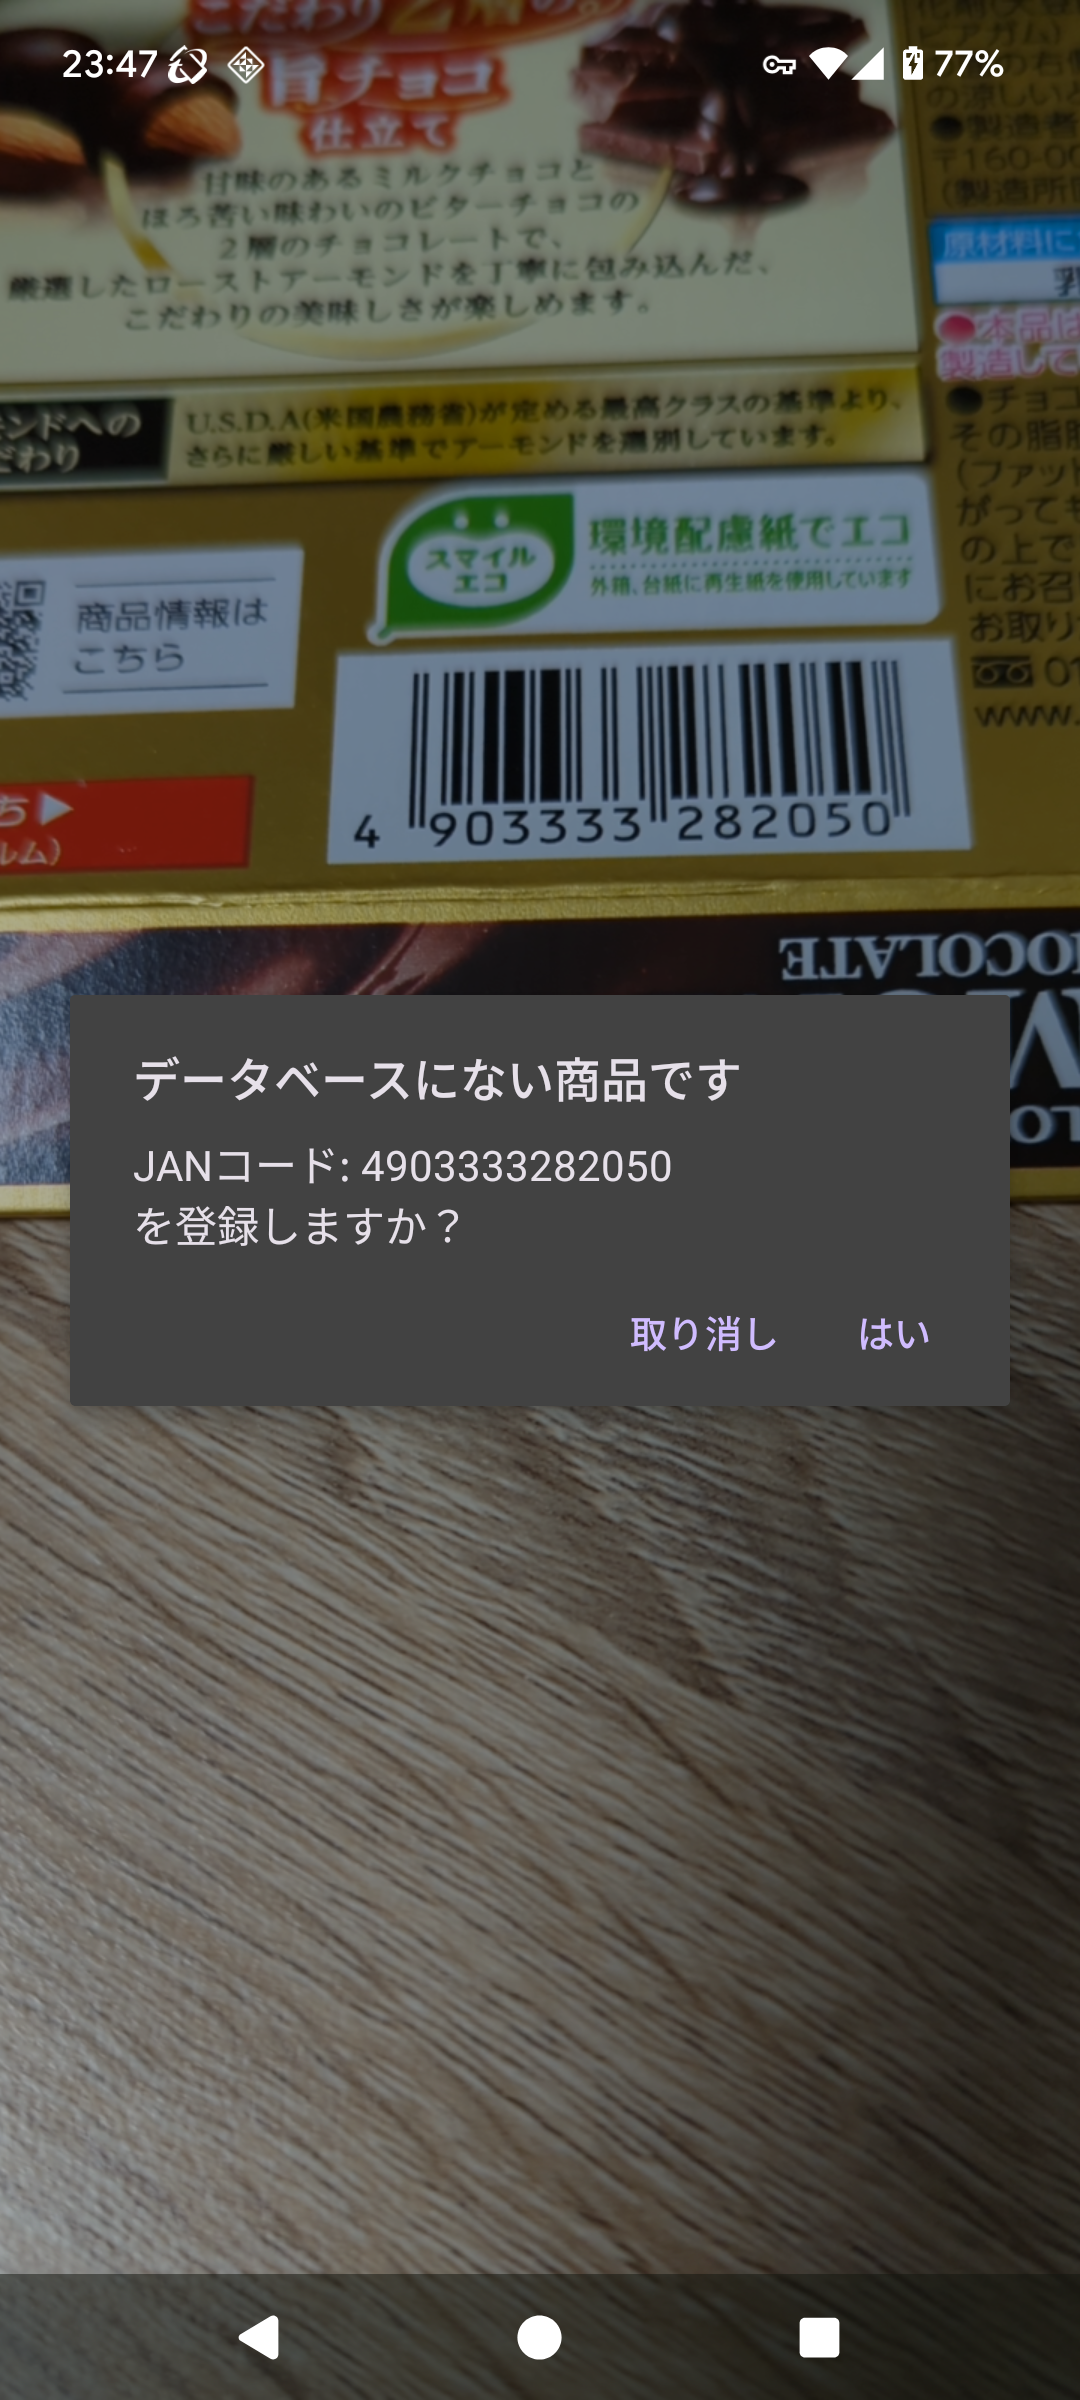 23:47
77%
こだわり2層の
旨チョコ
仕立て
甘味のあるミルクチョコと
ほろ苦い味わいのビターチョコの
2層のチョコレートで、
厳選したローストアーモンドを丁寧に包み込んだ、
こだわりの美味しさが楽しめます。
ンドへの
だわり
U.S.D.A(米国農務省)が定める最高クラスの基準より、
さらに厳しい基準でアーモンドを選別しています。
スマイル
エコ
環境配慮紙でエコ
外箱、台紙に再生紙を使用しています
商品情報は
こちら
ち▶
ルム)
4 903333 282050
の涼しいと
●製造者
〒160-00
(製造所
原材料に
乳
●本品は
製造して
●チョコ
その脂肪
(ファット
がっても
の上で
にお召
お取り
01
www.
OCOLATE
データベースにない商品です
JANコード: 4903333282050
を登録しますか？
取り消し
はい